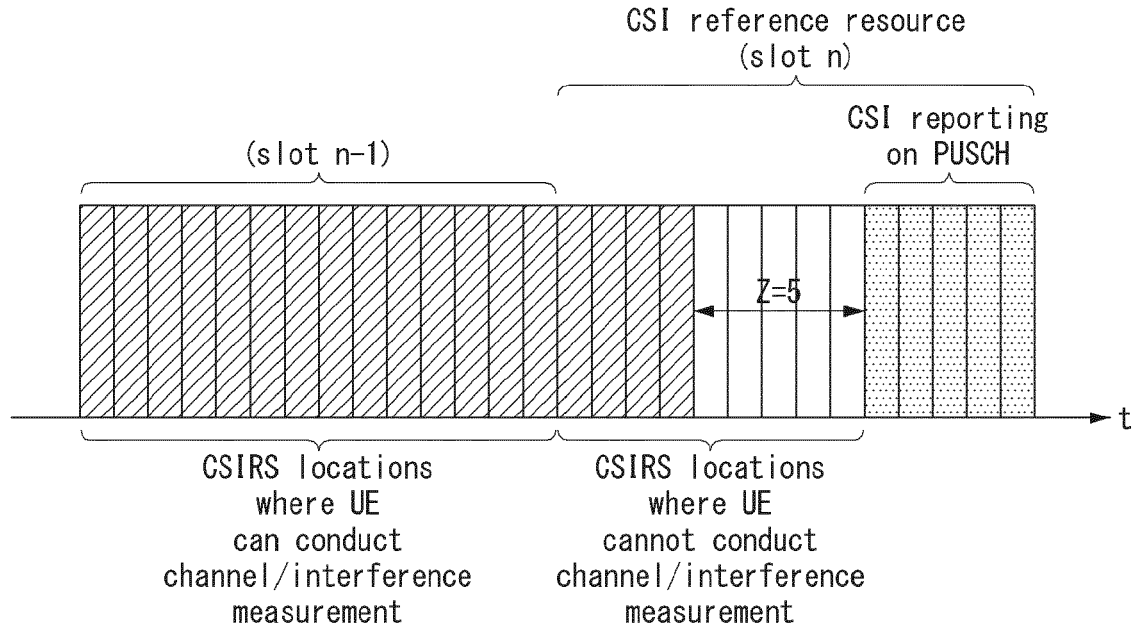 CSI reference resource
(slot n)
CSI reporting
on PUSCH
(slot n-1)
Z=5
t
CSIRS locations
where UE
can conduct
channel/interference
measurement
CSIRS locations
where UE
cannot conduct
channel/interference
measurement